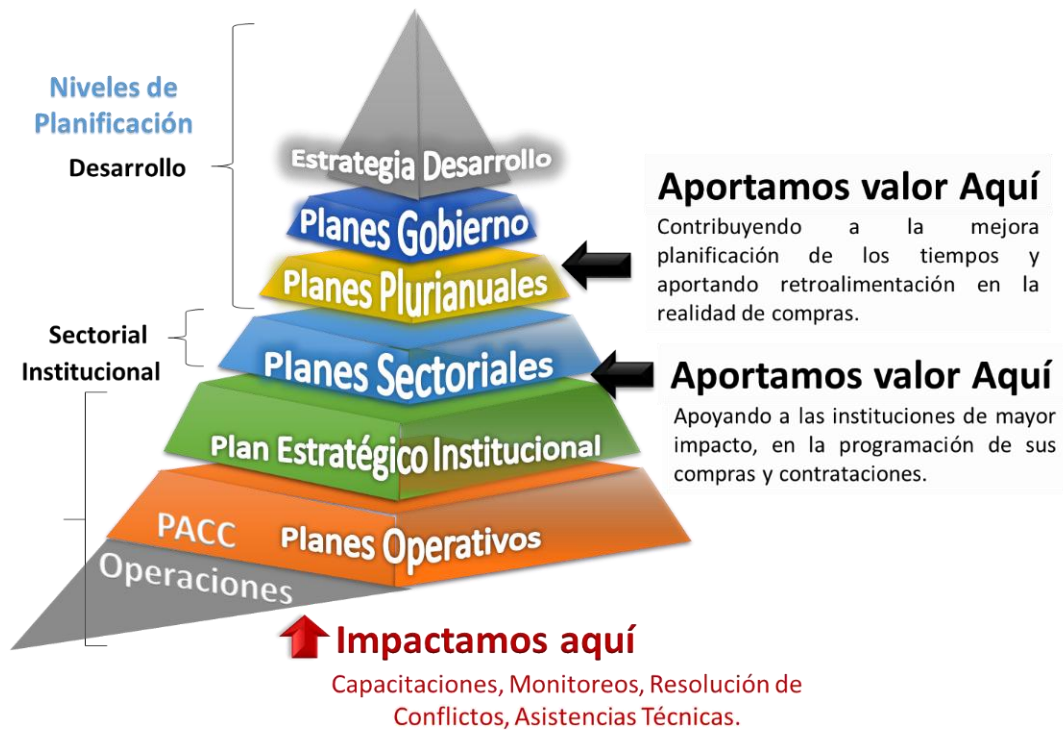 Niveles de
Planificación
Desarrollo
Sectorial
Institucional
Estrategia Desarrollo
Planes Gobierno
Planes Plurianuales
Planes Sectoriales
Plan Estratégico Institucional
PACC Planes Operativos
Operaciones
Aportamos valor Aquí
Contribuyendo a la mejora
planificación de los tiempos y
aportando retroalimentación en la
realidad de compras.
Aportamos valor Aquí
Apoyando a las instituciones de mayor
impacto, en la programación de sus
compras y contrataciones.
Impactamos aquí
Capacitaciones, Monitoreos, Resolución de
Conflictos, Asistencias Técnicas.